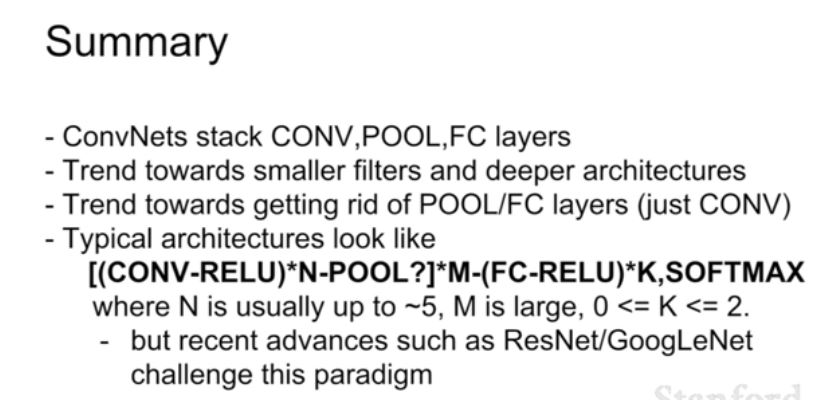 Summary
- ConvNets stack CONV,POOL,FC layers
- Trend towards smaller filters and deeper architectures
- Trend towards getting rid of POOL/FC layers (just CONV)
- Typical architectures look like
[(CONV-RELU)*N-POOL?]*M-(FC-RELU)*K,SOFTMAX
where N is usually up to ~5, M is large, 0 <= K <= 2.
- but recent advances such as ResNet/GoogLeNet
challenge this paradigm
Stanford